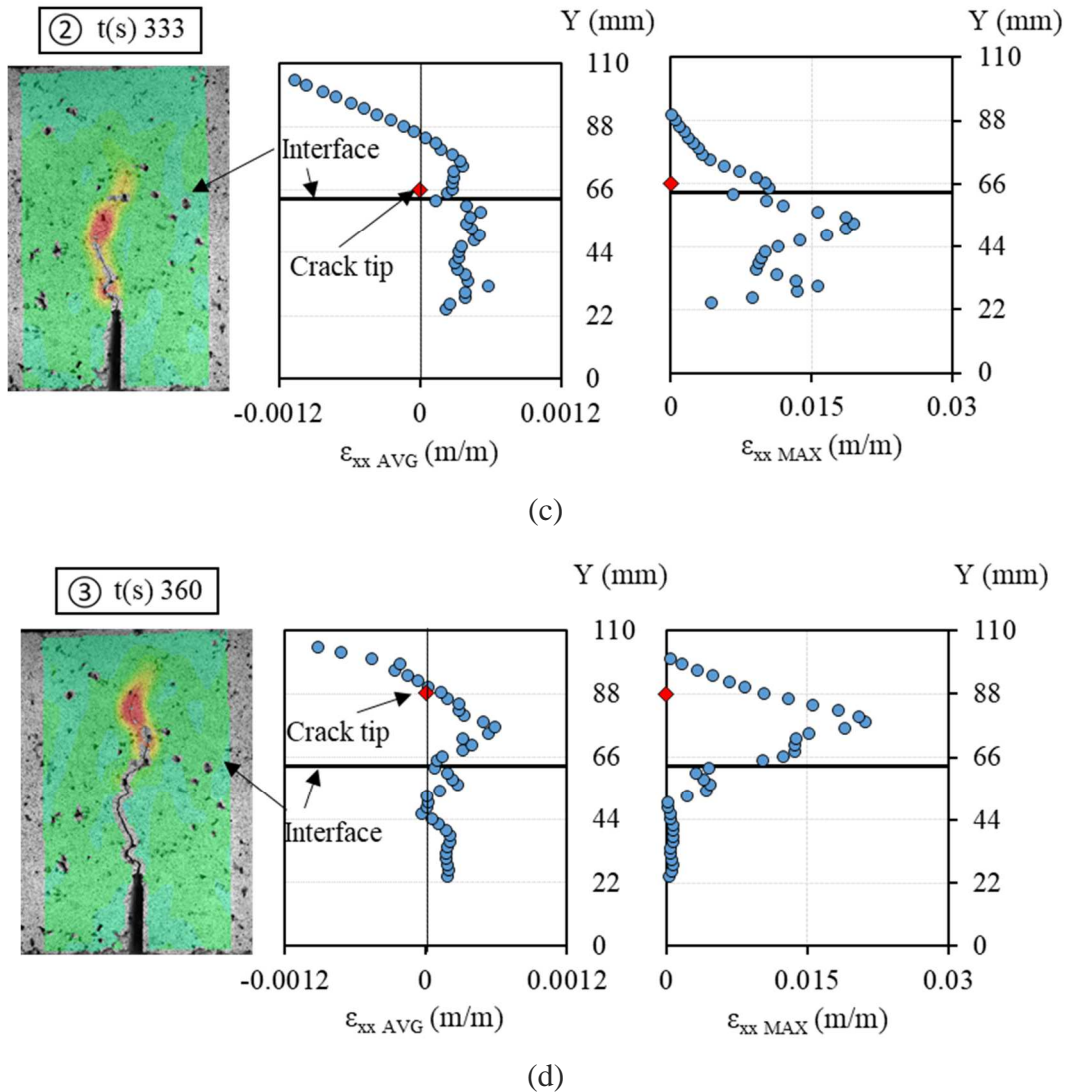 ② t(s) 333
Y (mm)
Y (mm)
110
88
66
44
22
0
110
88
66
44
22
0
Interface
Crack tip
-0.0012 0 0.0012
0 0.015 0.03
εxx AVG (m/m)
εxx MAX (m/m)
(c)
③ t(s) 360
Y (mm)
Y (mm)
110
88
66
44
22
0
110
88
66
44
22
0
Crack tip
Interface
-0.0012 0 0.0012
0 0.015 0.03
εxx AVG (m/m)
εxx MAX (m/m)
(d)